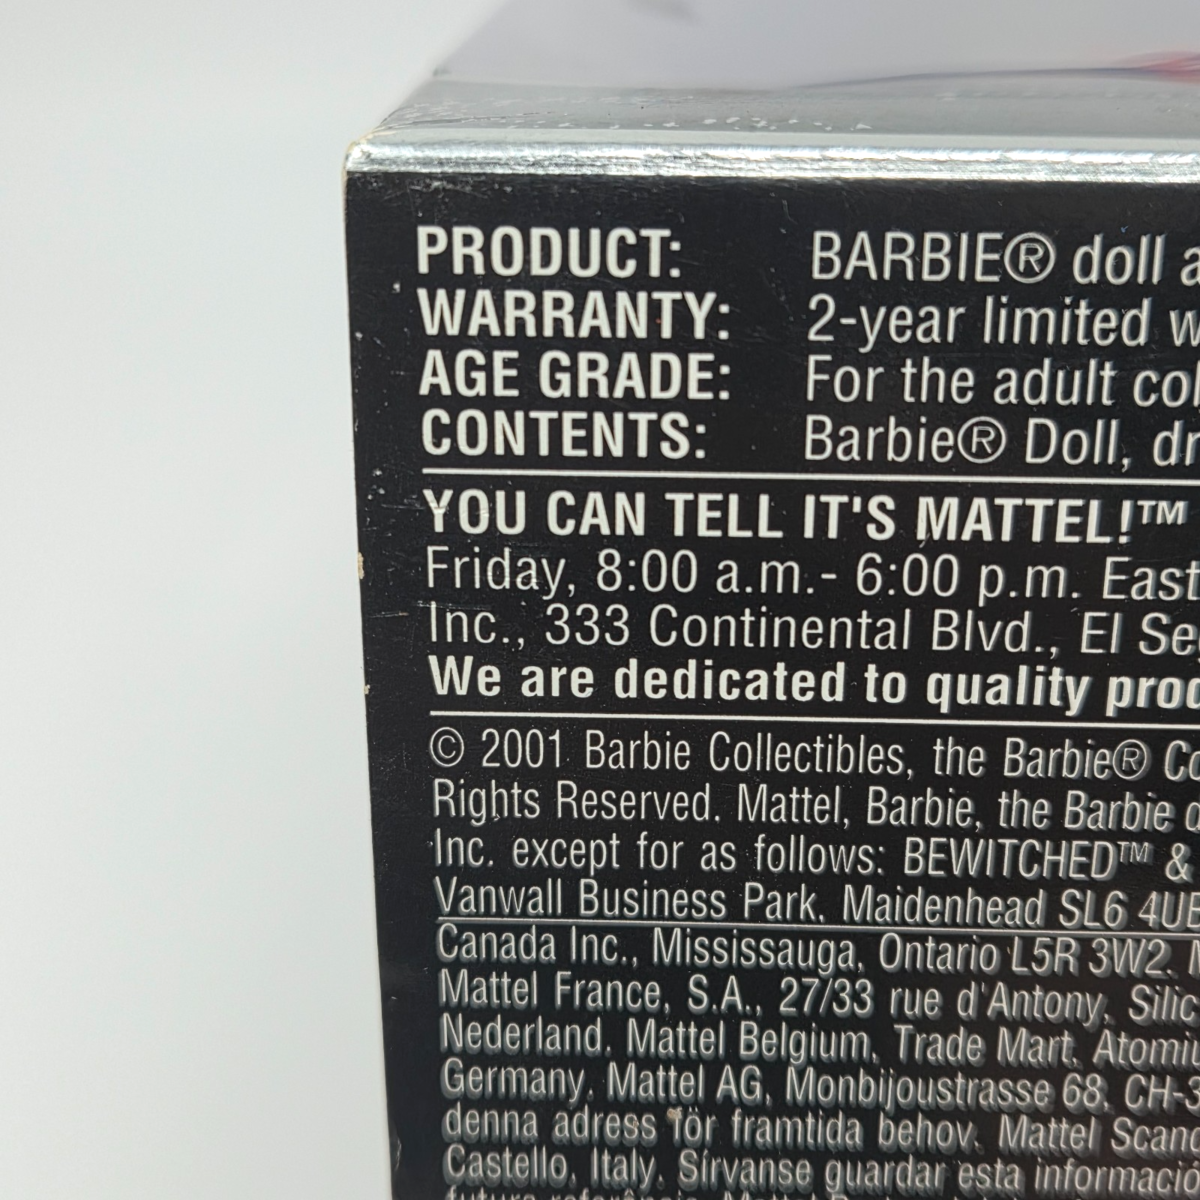 PRODUCT: BARBIE® doll a
WARRANTY: 2-year limited w
AGE GRADE: For the adult col
CONTENTS: Barbie® Doll, dr
YOU CAN TELL IT'S MATTEL!™
Friday, 8:00 a.m.- 6:00 p.m. East
Inc., 333 Continental Blvd., El Se
We are dedicated to quality prod
© 2001 Barbie Collectibles, the Barbie® Co
Rights Reserved. Mattel, Barbie, the Barbie
Inc. except for as follows: BEWITCHED™ &
Vanwall Business Park, Maidenhead SL6 4UB
Canada Inc., Mississauga, Ontario L5R 3W2.
Mattel France, S.A., 27/33 rue d'Antony, Silic
Nederland. Mattel Belgium, Trade Mart, Atomi
Germany. Mattel AG, Monbijoustrasse 68, CH-3
denna adress för framtida behov. Mattel Scan
Castello, Italy. Sírvanse guardar esta informació